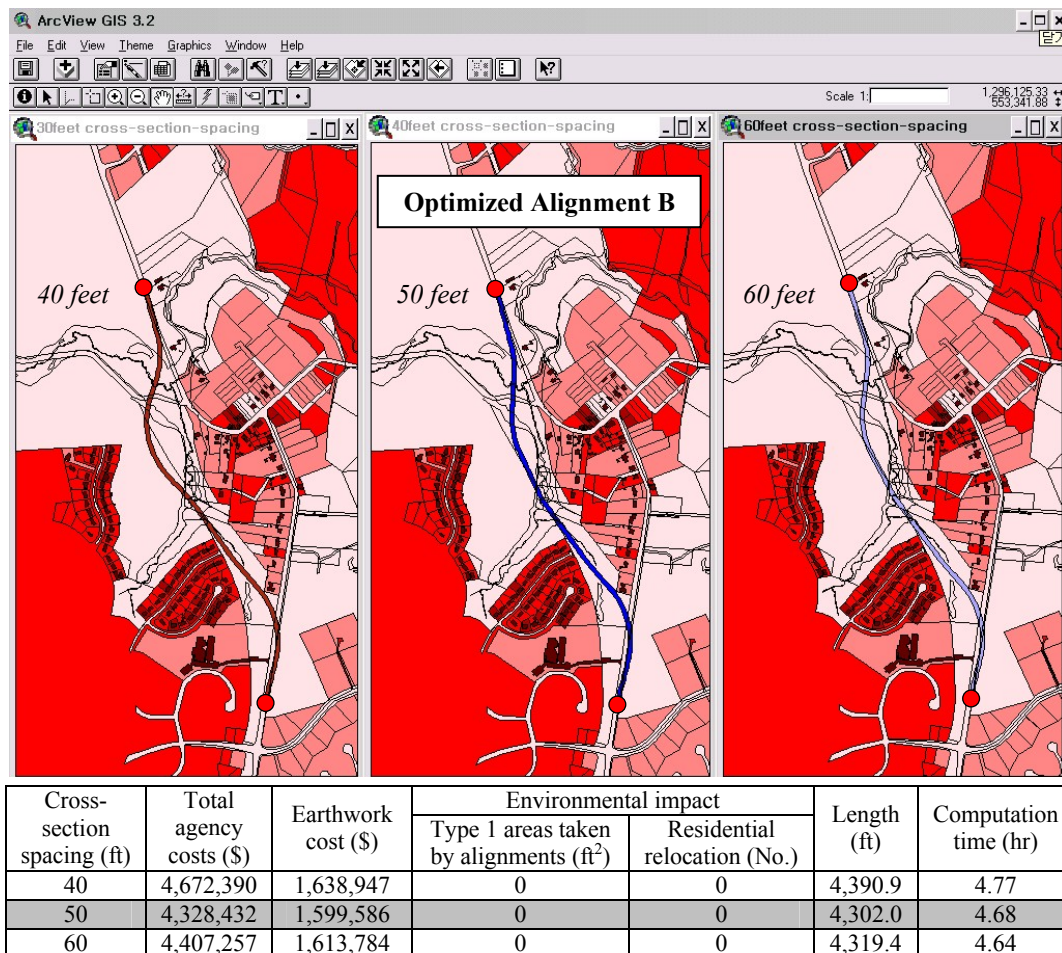 ArcView GIS 3.2
File Edit View Theme Graphics Window Help
Scale 1:
1,296,125.33
553,341.88
30feet cross-section-spacing
40feet cross-section-spacing
60feet cross-section-spacing
Optimized Alignment B
40 feet
50 feet
60 feet
Cross-section spacing (ft) Total agency costs ($) Earthwork cost ($) Environmental impact Length (ft) Computation time (hr)
Type 1 areas taken by alignments (ft²) Residential relocation (No.)
40 4,672,390 1,638,947 0 0 4,390.9 4.77
50 4,328,432 1,599,586 0 0 4,302.0 4.68
60 4,407,257 1,613,784 0 0 4,319.4 4.64